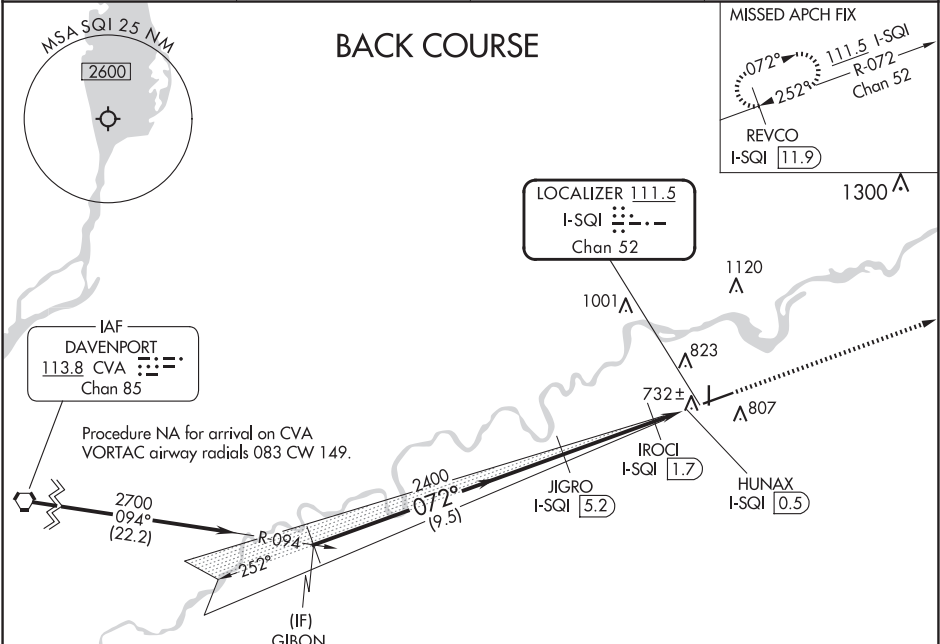 MSA SQI 25 NM
2600
BACK COURSE
MISSED APCH FIX
111.5 I-SQI
072°
R-072
252°
Chan 52
REVCO
I-SQI 11.9
LOCALIZER 111.5
I-SQI
Chan 52
1300
1120
1001
IAF
DAVENPORT
113.8 CVA
Chan 85
823
732±
807
Procedure NA for arrival on CVA
VORTAC airway radials 083 CW 149.
IROCI
I-SQI 1.7
JIGRO
I-SQI 5.2
HUNAX
I-SQI 0.5
2700
094°
(22.2)
2400
072°
(9.5)
R-094
252°
(IF)
GIBON